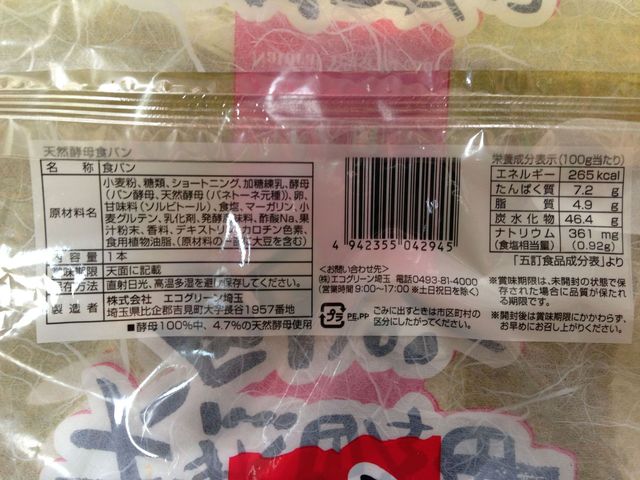 天然酵母食パン
名 称 食パン
原材料名 小麦粉、糖類、ショートニング、加糖練乳、酵母
(パン酵母、天然酵母(パネトーネ元種))、卵、
甘味料(ソルビトール)、食塩、マーガリン、小
麦グルテン、乳化剤、発酵風味料、酢酸Na、果
汁粉末、香料、デキストリン、カロチン色素、
食用植物油脂、(原材料の一部に大豆を含む)
内容量 1本
賞味期限 天面に記載
保存方法 直射日光、高温多湿を避け保存してください。
製造者 株式会社 エコグリーン埼玉
埼玉県比企郡吉見町大字長谷1957番地
■酵母100%中、4.7%の天然酵母使用
4 942355 042945
<お問い合わせ先>
㈱エコグリーン埼玉 電話0493-81-4000
(営業時間9:00〜17:00 ※土日祝日を除く)
プラ PE,PP ごみに出すときは市区町村の
区分にしたがってください。
栄養成分表示(100g当たり)
エネルギー 265 kcal
たんぱく質 7.2 g
脂質 4.9 g
炭水化物 46.4 g
ナトリウム 361 mg
(食塩相当量) (0.92g)
「五訂食品成分表」より
※賞味期限は、未開封の状態で保
存された場合に品質が保たれ
る期限です。
※開封後は賞味期限にかかわらず、
お早めにお召し上がりください。